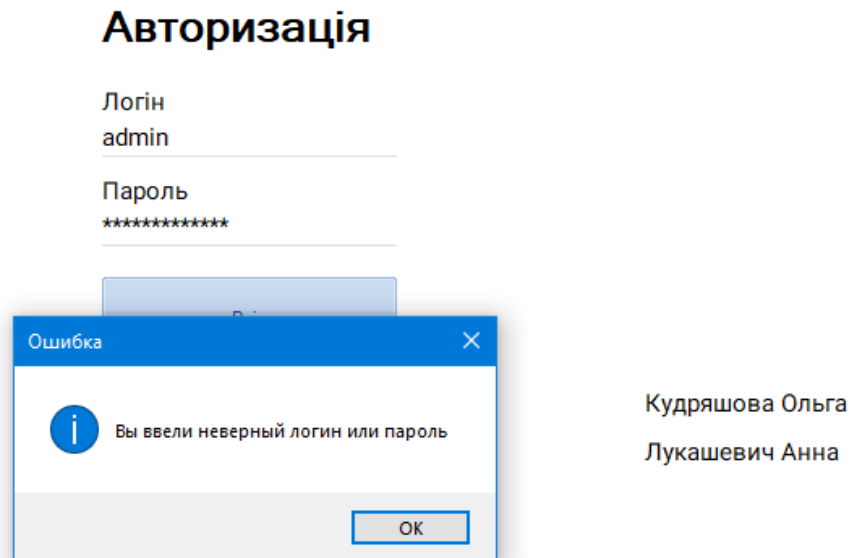 Авторизація
Логін
admin
Пароль
*************
Ошибка
Вы ввели неверный логин или пароль
OK
Кудряшова Ольга
Лукашевич Анна